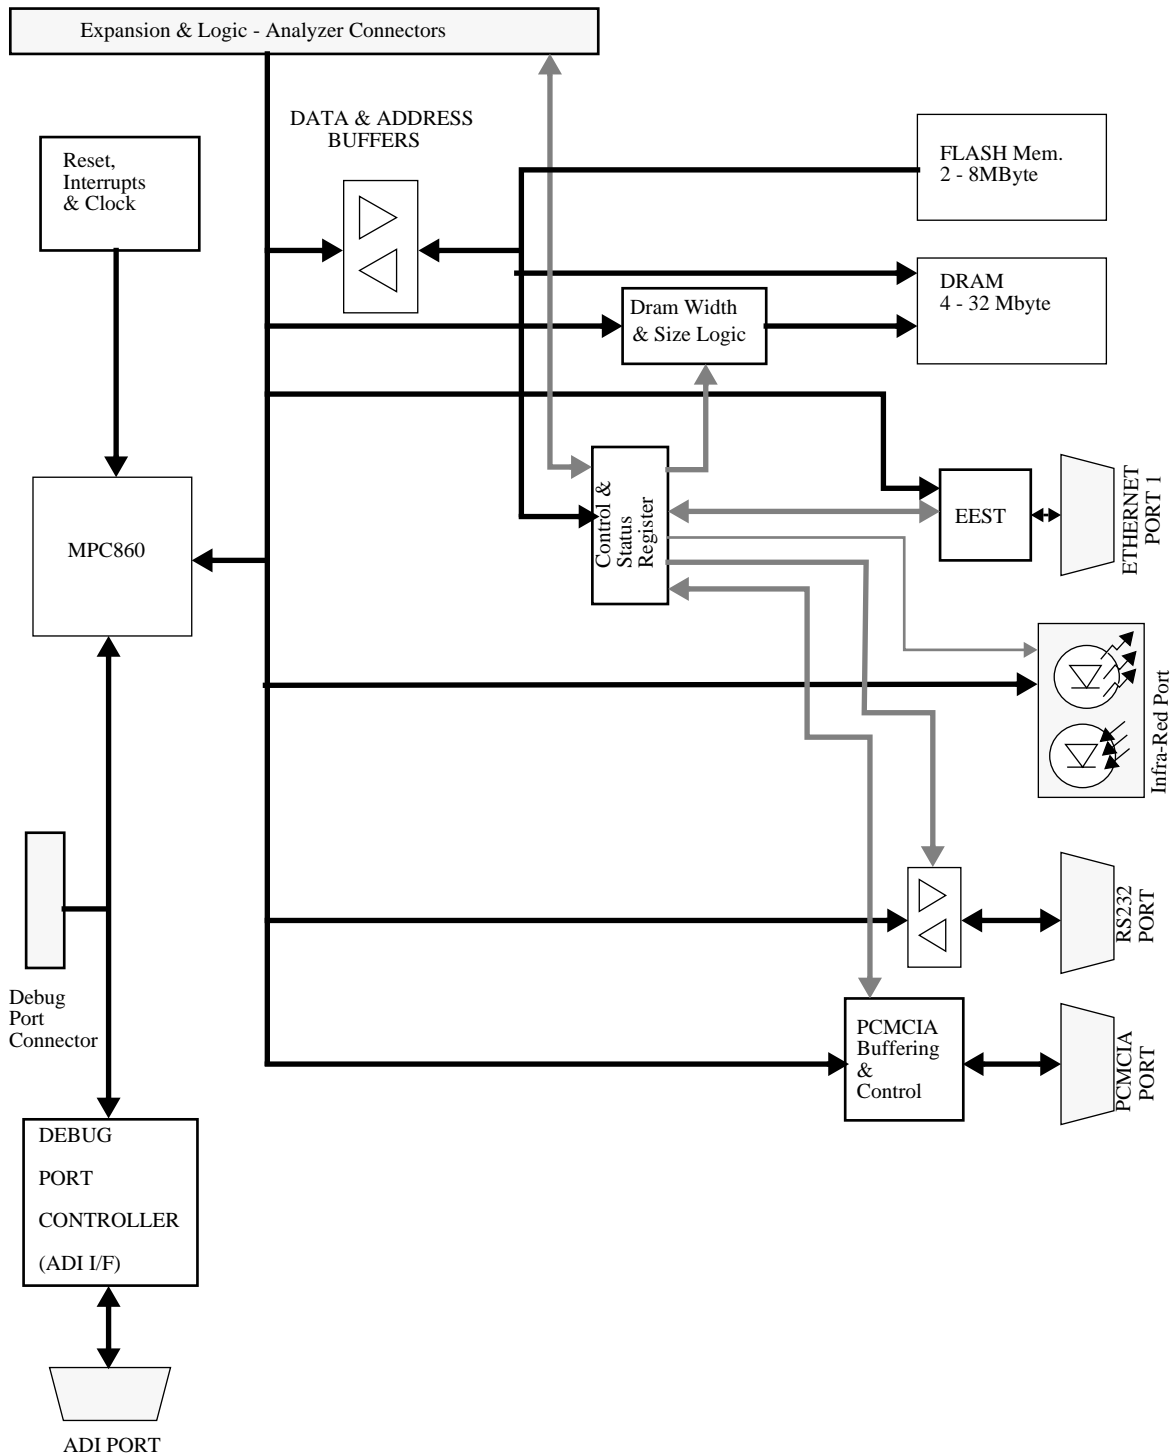 Expansion & Logic - Analyzer Connectors
DATA & ADDRESS
BUFFERS
Reset,
Interrupts
& Clock
FLASH Mem.
2 - 8MByte
DRAM
4 - 32 Mbyte
Dram Width
& Size Logic
MPC860
Control &
Status
Register
EEST
ETHERNET
PORT 1
Infra-Red Port
RS232
PORT
Debug
Port
Connector
PCMCIA
Buffering
&
Control
PCMCIA
PORT
DEBUG
PORT
CONTROLLER
(ADI I/F)
ADI PORT